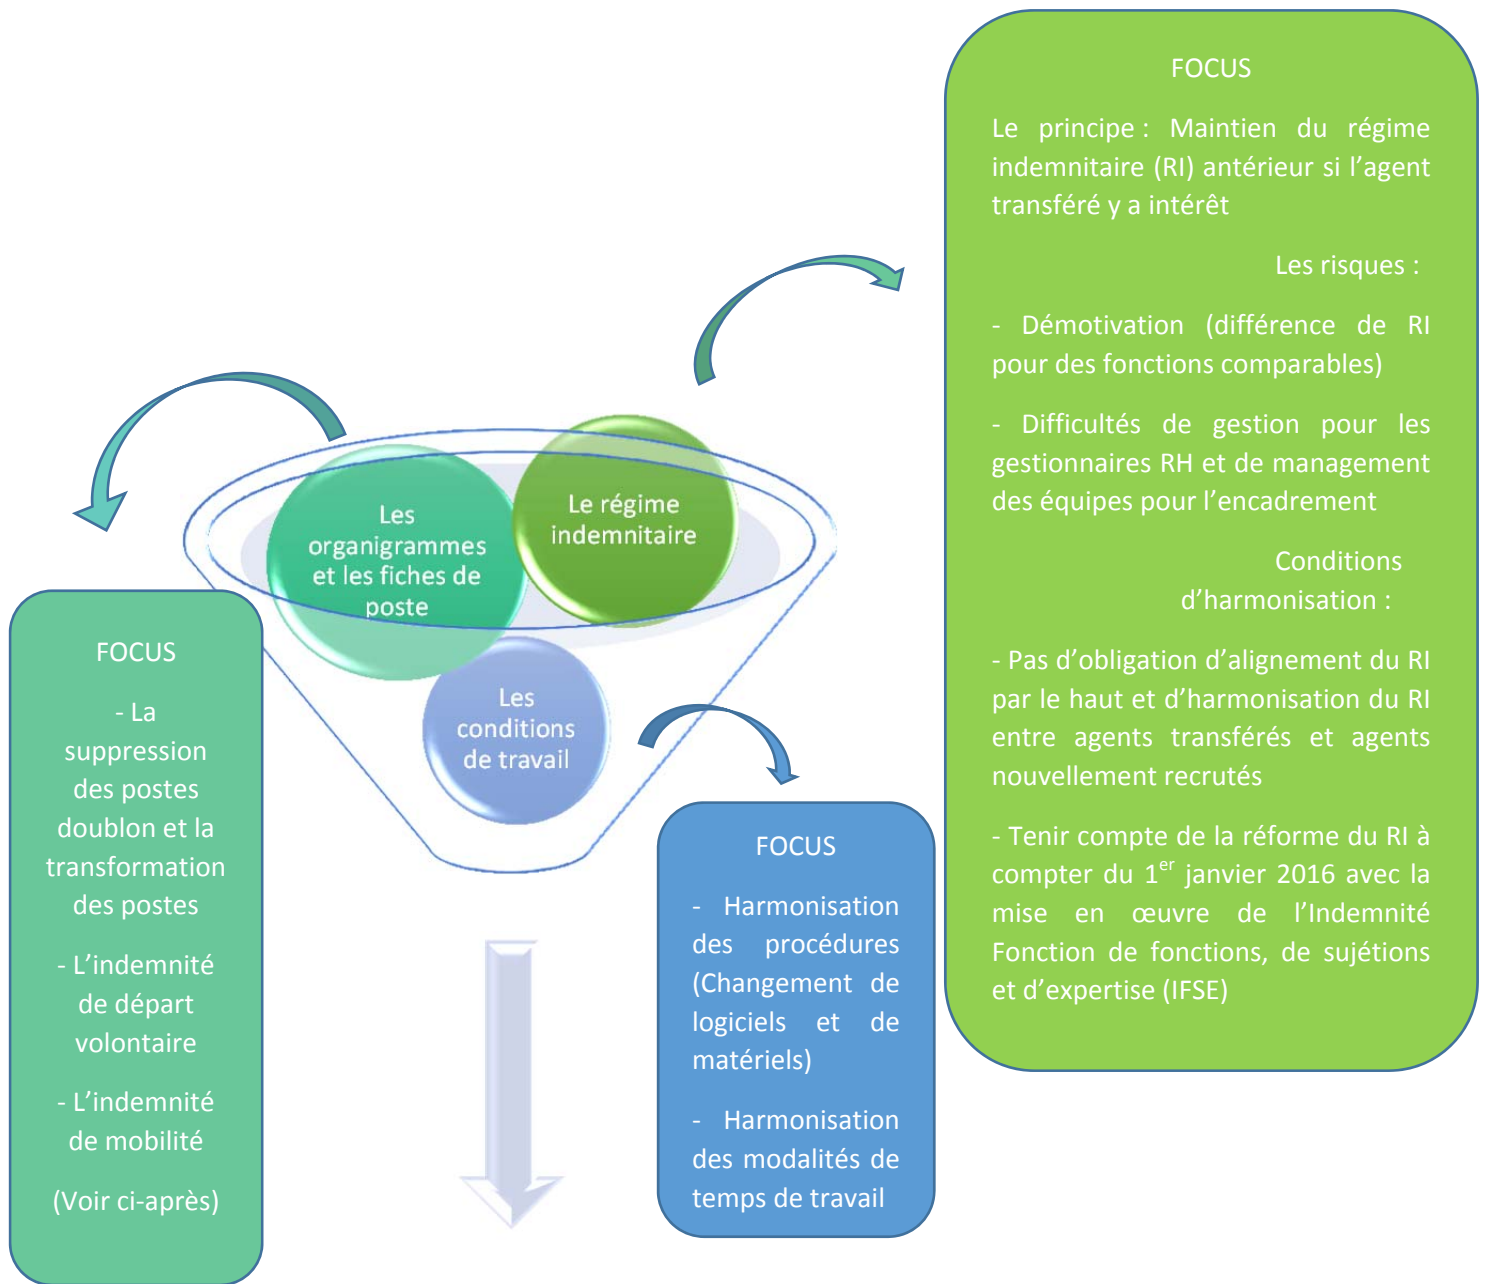 FOCUS
Le principe : Maintien du régime
indemnitaire (RI) antérieur si l’agent
transféré y a intérêt
Les risques :
- Démotivation (différence de RI
pour des fonctions comparables)
- Difficultés de gestion pour les
gestionnaires RH et de management
des équipes pour l’encadrement
Conditions
d’harmonisation :
- Pas d’obligation d’alignement du RI
par le haut et d’harmonisation du RI
entre agents transférés et agents
nouvellement recrutés
- Tenir compte de la réforme du RI à
compter du 1er janvier 2016 avec la
mise en œuvre de l’Indemnité
Fonction de fonctions, de sujétions
et d’expertise (IFSE)
Le régime
indemnitaire
Les
organigrammes
et les fiches de
poste
Les
conditions
de travail
FOCUS
- La
suppression
des postes
doublon et la
transformation
des postes
- L’indemnité
de départ
volontaire
- L’indemnité
de mobilité
(Voir ci-après)
FOCUS
- Harmonisation
des procédures
(Changement de
logiciels et de
matériels)
- Harmonisation
des modalités de
temps de travail